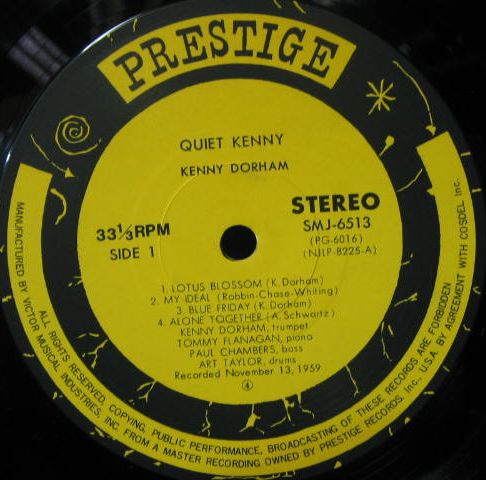 PRESTIGE
QUIET KENNY
KENNY DORHAM
33⅓RPM
SIDE 1
STEREO
SMJ-6513
(PG-6016)
(NJLP-8225-A)
1. LOTUS BLOSSOM (K. Dorham)
2. MY IDEAL (Robbin-Chase-Whiting)
3. BLUE FRIDAY (K. Dorham)
4. ALONE TOGETHER (A. Schwartz)
KENNY DORHAM, trumpet
TOMMY FLANAGAN, piano
PAUL CHAMBERS, bass
ART TAYLOR, drums
Recorded November 13, 1959
④
ALL RIGHTS RESERVED, COPYING, PUBLIC PERFORMANCE, BROADCASTING OF THESE RECORDS ARE FORBIDDEN
MANUFACTURED BY VICTOR MUSICAL INDUSTRIES, INC. FROM A MASTER RECORDING OWNED BY PRESTIGE RECORDS, Inc., U.S.A. BY AGREEMENT WITH COSDEL Inc.